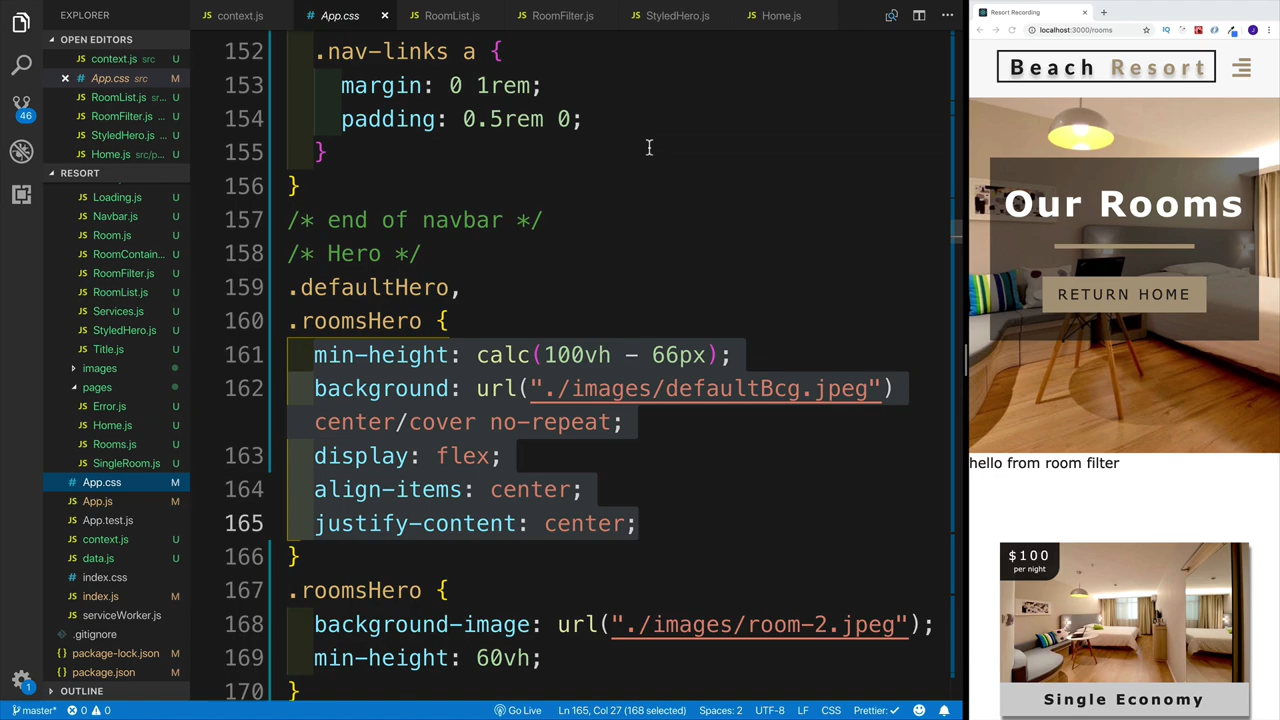 EXPLORER
OPEN EDITORS
context.js src U
App.css src M
RoomList.js sr... U
RoomFilter.js ... U
StyledHero.js ... U
Home.js src/p... U
RESORT
Loading.js U
Navbar.js U
Room.js U
RoomContain... U
RoomFilter.js U
RoomList.js U
Services.js U
StyledHero.js U
Title.js U
images
pages
Error.js U
Home.js U
Rooms.js U
SingleRoom.js U
App.css M
App.js M
App.test.js
context.js U
data.js U
index.css
index.js M
serviceWorker.js
.gitignore
package-lock.json M
package.json M
OUTLINE
46
1
context.js
App.css
RoomList.js
RoomFilter.js
StyledHero.js
Home.js
152 .nav-links a {
153 margin: 0 1rem;
154 padding: 0.5rem 0;
155 }
156 }
157 /* end of navbar */
158 /* Hero */
159 .defaultHero,
160 .roomsHero {
161 min-height: calc(100vh - 66px);
162 background: url("./images/defaultBcg.jpeg")
center/cover no-repeat;
163 display: flex;
164 align-items: center;
165 justify-content: center;
166 }
167 .roomsHero {
168 background-image: url("./images/room-2.jpeg");
169 min-height: 60vh;
170 }
master* 0 0 Go Live Ln 165, Col 27 (168 selected) Spaces: 2 UTF-8 LF CSS Prettier: ✓
Resort Recording
localhost:3000/rooms
IQ
J
Beach Resort
Our Rooms
RETURN HOME
hello from room filter
$100
per night
Single Economy